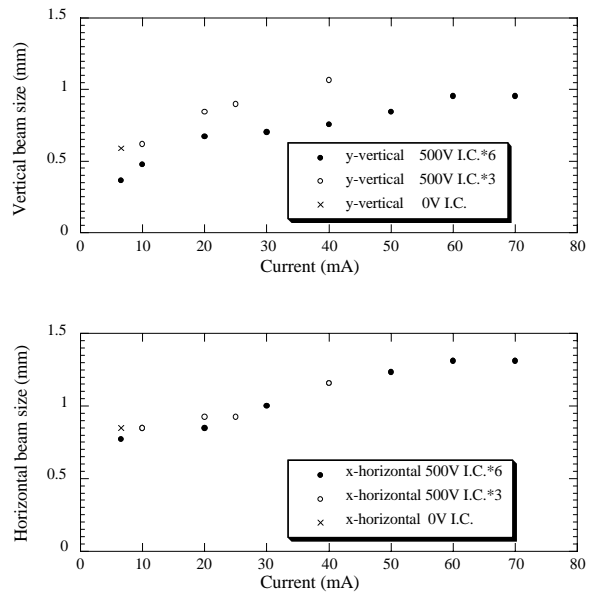 Vertical beam size (mm)
1.5
1
0.5
0
y-vertical 500V I.C.*6
y-vertical 500V I.C.*3
y-vertical 0V I.C.
0 10 20 30 40 50 60 70 80
Current (mA)
Horizontal beam size (mm)
1.5
1
0.5
0
x-horizontal 500V I.C.*6
x-horizontal 500V I.C.*3
x-horizontal 0V I.C.
0 10 20 30 40 50 60 70 80
Current (mA)